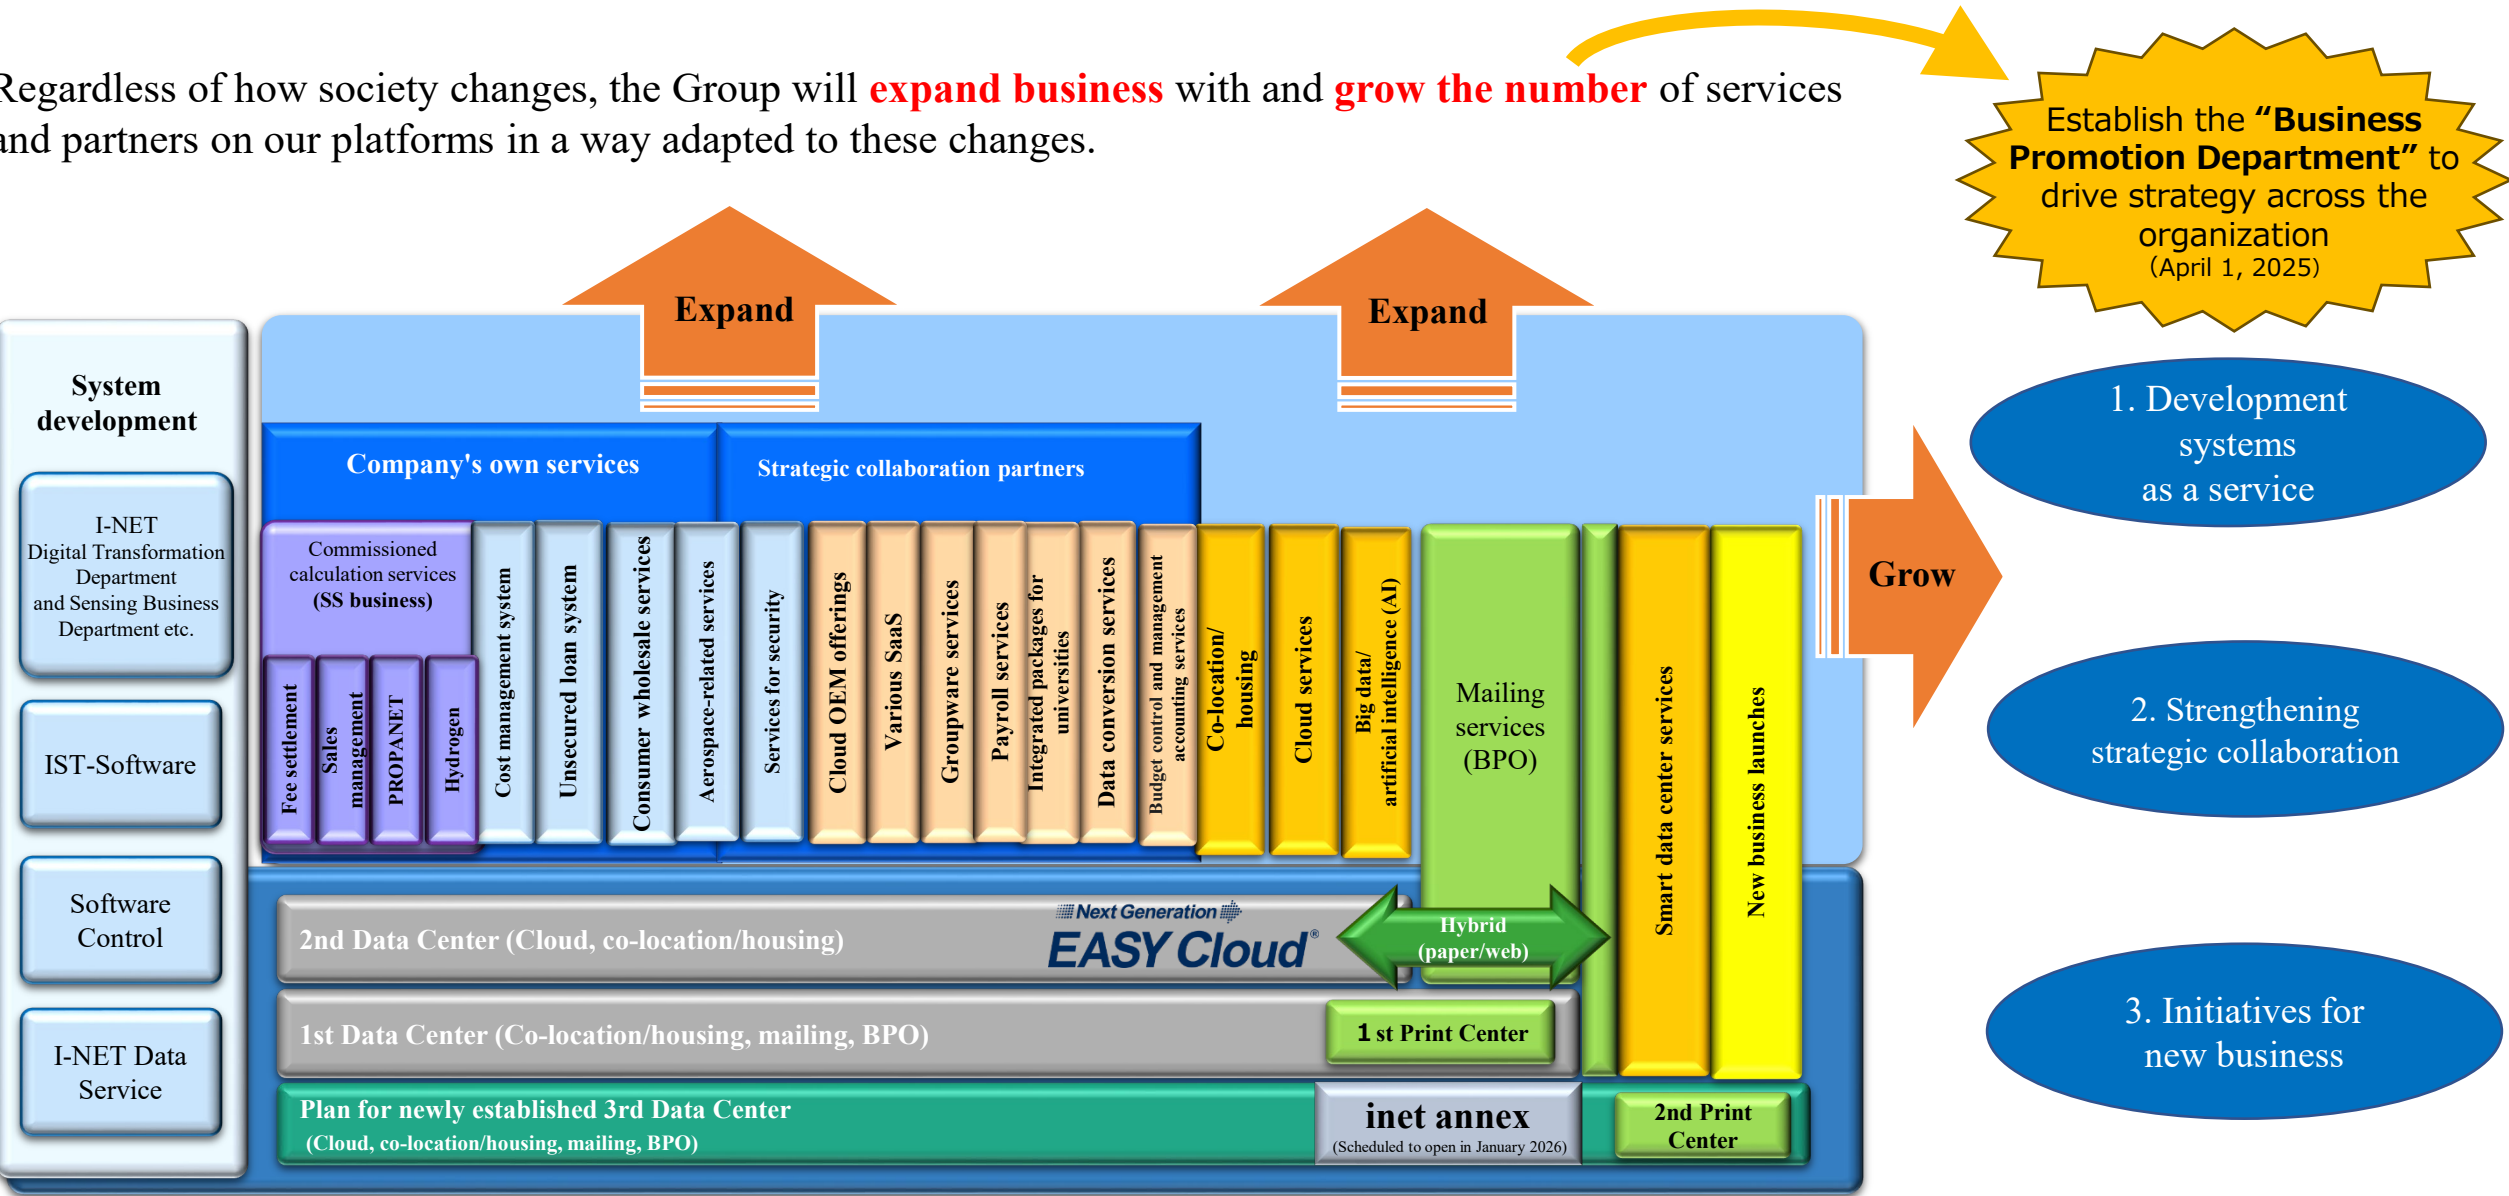 Regardless of how society changes, the Group will expand business with and grow the number of services
and partners on our platforms in a way adapted to these changes.
Establish the “Business
Promotion Department” to
drive strategy across the
organization
(April 1, 2025)
Expand
Expand
System
development
I-NET
Digital Transformation
Department
and Sensing Business
Department etc.
IST-Software
Software
Control
I-NET Data
Service
Company's own services
Strategic collaboration partners
Commissioned
calculation services
(SS business)
Fee settlement
Sales
management
PROPANET
Hydrogen
Cost management system
Unsecured loan system
Consumer wholesale services
Aerospace-related services
Services for security
Cloud OEM offerings
Various SaaS
Groupware services
Payroll services
Integrated packages for
universities
Data conversion services
Budget control and management
accounting services
Co-location/
housing
Cloud services
Big data/
artificial intelligence (AI)
Mailing
services
(BPO)
Smart data center services
New business launches
Grow
2nd Data Center (Cloud, co-location/housing)
Next Generation
EASY Cloud®
Hybrid
(paper/web)
1st Data Center (Co-location/housing, mailing, BPO)
1 st Print Center
Plan for newly established 3rd Data Center
(Cloud, co-location/housing, mailing, BPO)
inet annex
(Scheduled to open in January 2026)
2nd Print
Center
1. Development
systems
as a service
2. Strengthening
strategic collaboration
3. Initiatives for
new business